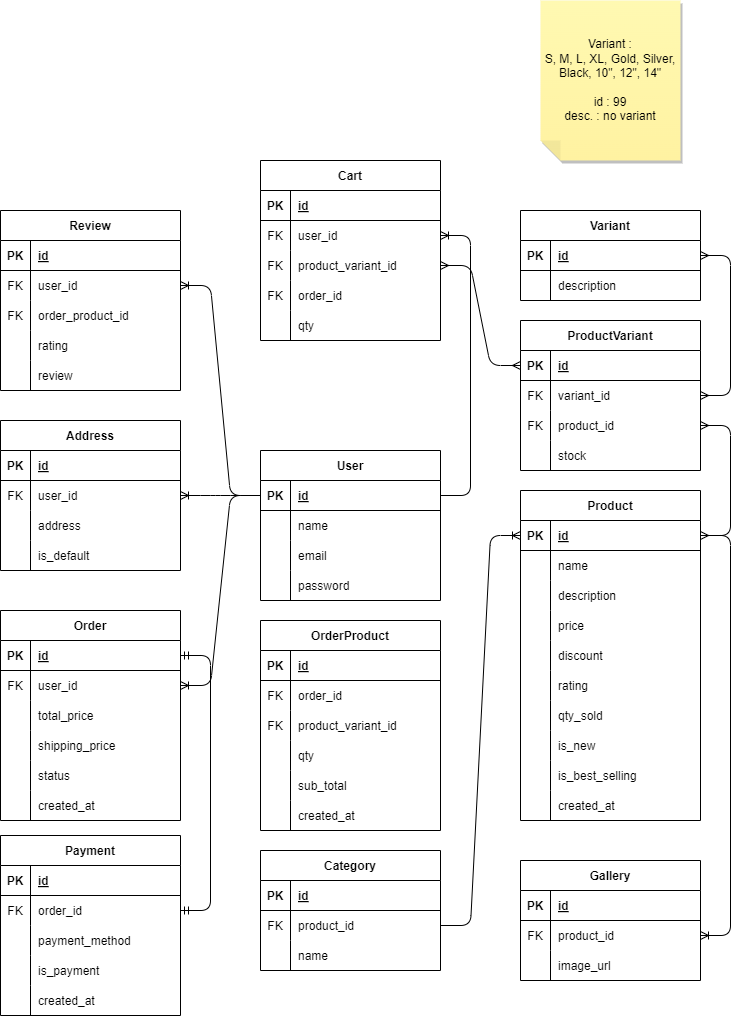 Variant :
S, M, L, XL, Gold, Silver,
Black, 10", 12", 14"
id : 99
desc. : no variant
Cart
PK id
FK user_id
FK product_variant_id
FK order_id
qty
Review
PK id
FK user_id
FK order_product_id
rating
review
Variant
PK id
description
ProductVariant
PK id
FK variant_id
FK product_id
stock
Address
PK id
FK user_id
address
is_default
User
PK id
name
email
password
Product
PK id
name
description
price
discount
rating
qty_sold
is_new
is_best_selling
created_at
Order
PK id
FK user_id
total_price
shipping_price
status
created_at
OrderProduct
PK id
FK order_id
FK product_variant_id
qty
sub_total
created_at
Payment
PK id
FK order_id
payment_method
is_payment
created_at
Category
PK id
FK product_id
name
Gallery
PK id
FK product_id
image_url